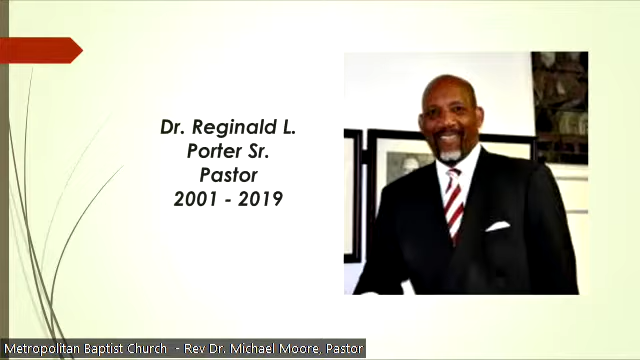 Dr. Reginald L.
Porter Sr.
Pastor
2001 - 2019
Metropolitan Baptist Church - Rev Dr. Michael Moore, Pastor